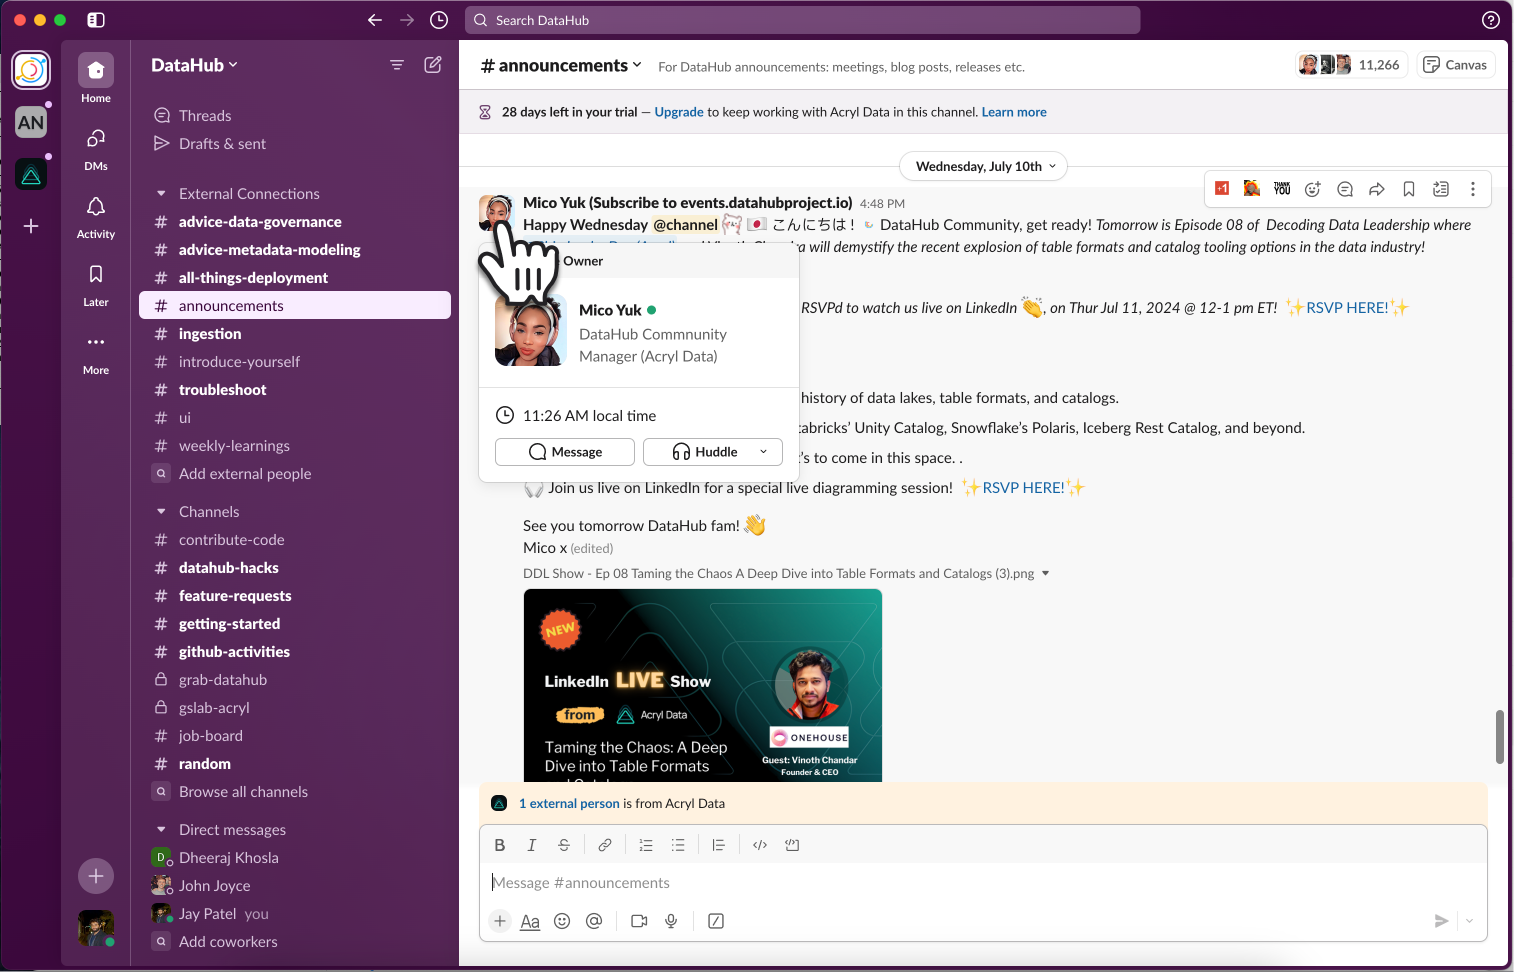 Search DataHub
DataHub
Home
DMs
Activity
Later
More
AN
Threads
Drafts & sent
External Connections
# advice-data-governance
# advice-metadata-modeling
# all-things-deployment
# announcements
# ingestion
# introduce-yourself
# troubleshoot
# ui
# weekly-learnings
Add external people
Channels
# contribute-code
# datahub-hacks
# feature-requests
# getting-started
# github-activities
grab-datahub
gslab-acryl
# job-board
# random
Browse all channels
Direct messages
D Dheeraj Khosla
John Joyce
Jay Patel you
Add coworkers
# announcements
For DataHub announcements: meetings, blog posts, releases etc.
11,266
Canvas
28 days left in your trial — Upgrade to keep working with Acryl Data in this channel. Learn more
Wednesday, July 10th
+1
THANK YOU
Mico Yuk (Subscribe to events.datahubproject.io) 4:48 PM
Happy Wednesday @channel こんにちは ! DataHub Community, get ready! Tomorrow is Episode 08 of Decoding Data Leadership where
will demystify the recent explosion of table formats and catalog tooling options in the data industry!
Owner
Mico Yuk
DataHub Commnunity
Manager (Acryl Data)
11:26 AM local time
Message
Huddle
RSVPd to watch us live on LinkedIn , on Thur Jul 11, 2024 @ 12-1 pm ET! RSVP HERE!
history of data lakes, table formats, and catalogs.
Unity Catalog, Snowflake's Polaris, Iceberg Rest Catalog, and beyond.
to come in this space. .
Join us live on LinkedIn for a special live diagramming session! RSVP HERE!
See you tomorrow DataHub fam!
Mico x (edited)
DDL Show - Ep 08 Taming the Chaos A Deep Dive into Table Formats and Catalogs (3).png
NEW
LinkedIn LIVE Show
from Acryl Data
Taming the Chaos: A Deep
Dive into Table Formats
ONEHOUSE
Guest: Vinoth Chandar
Founder & CEO
1 external person is from Acryl Data
B I S
Message #announcements
Aa